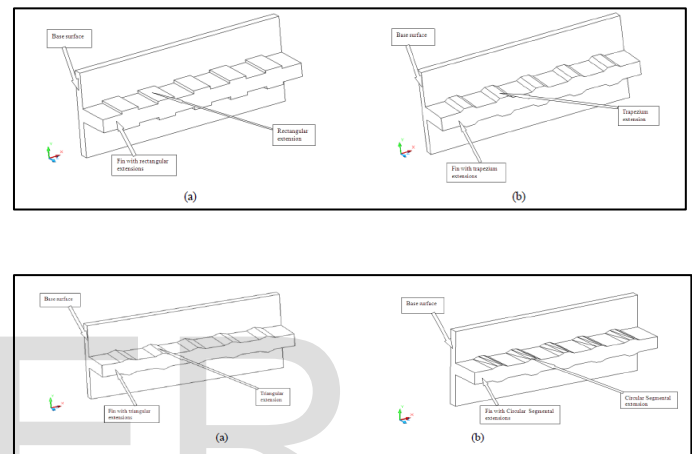 Base surface
Rectangular
extension
Fin with rectangular
extensions
(a)
Base surface
Trapezium
extension
Fin with trapezium
extensions
(b)
Base surface
Triangular
extension
Fin with triangular
extensions
(a)
Base surface
Circular Segmental
extension
Fin with Circular Segmental
extensions
(b)